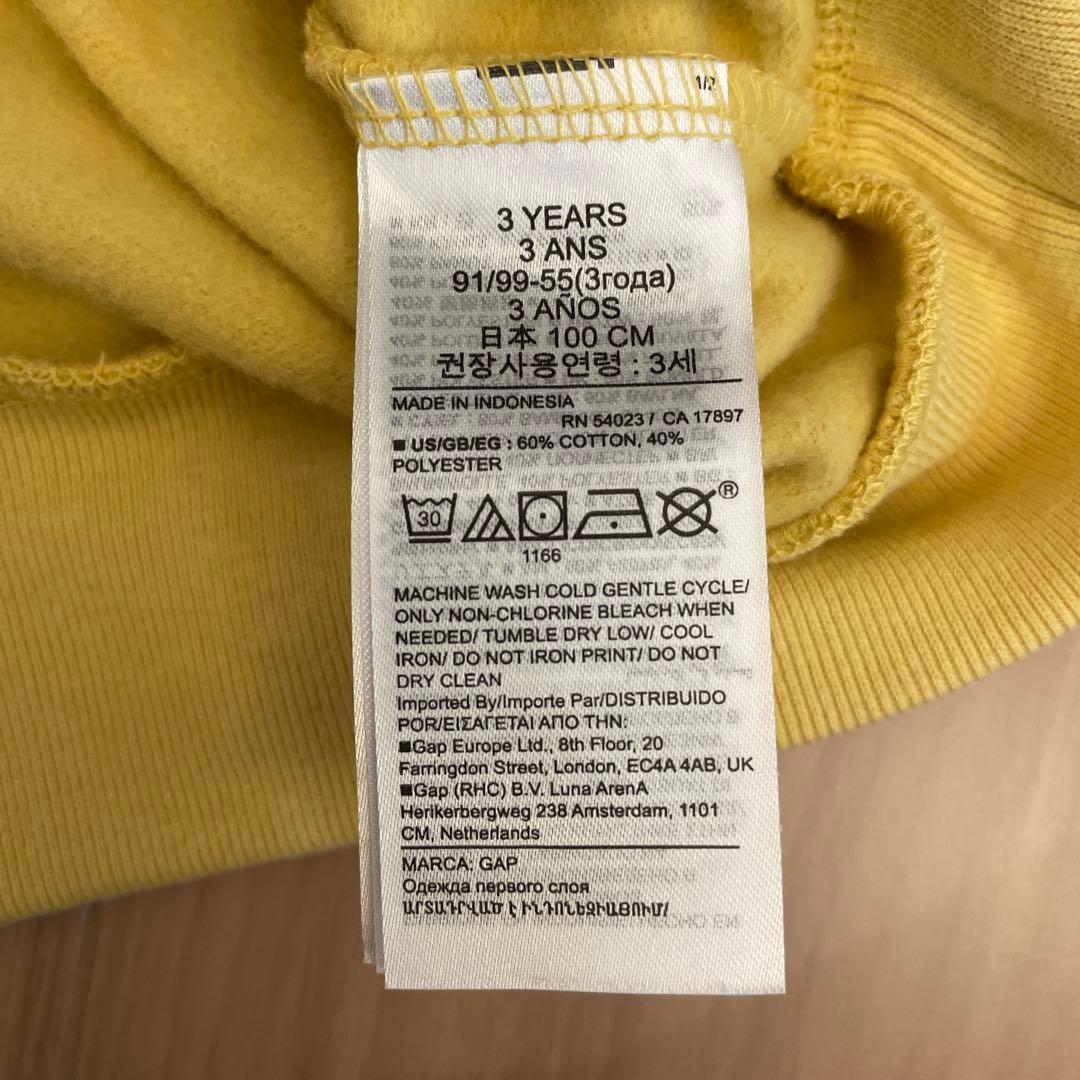 3 YEARS
3 ANS
91/99-55(3года)
3 AÑOS
日本 100 CM
권장사용연령 : 3세
MADE IN INDONESIA
RN 54023 / CA 17897
■ US/GB/EG : 60% COTTON, 40%
POLYESTER
30
®
1166
MACHINE WASH COLD GENTLE CYCLE/
ONLY NON-CHLORINE BLEACH WHEN
NEEDED/ TUMBLE DRY LOW/ COOL
IRON/ DO NOT IRON PRINT/ DO NOT
DRY CLEAN
Imported By/Importe Par/DISTRIBUIDO
POR/ΕΙΣΑΓΕΤΑΙ ΑΠΟ ΤΗΝ:
■Gap Europe Ltd., 8th Floor, 20
Farringdon Street, London, EC4A 4AB, UK
■Gap (RHC) B.V. Luna ArenA
Herikerbergweg 238 Amsterdam, 1101
CM, Netherlands
MARCA: GAP
Одежда первого слоя
ԱՐՏԱԴՐՎԱԾ է ԻՆԴՈՆԵԶԻԱՅՈՒՄ/